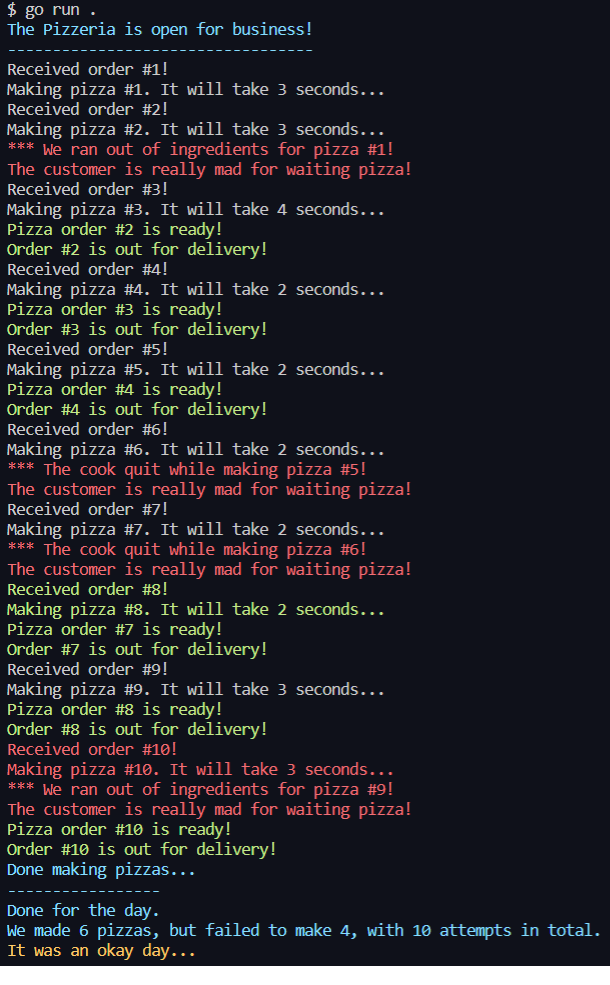 $ go run .
The Pizzeria is open for business!
----------------------------------
Received order #1!
Making pizza #1. It will take 3 seconds...
Received order #2!
Making pizza #2. It will take 3 seconds...
*** We ran out of ingredients for pizza #1!
The customer is really mad for waiting pizza!
Received order #3!
Making pizza #3. It will take 4 seconds...
Pizza order #2 is ready!
Order #2 is out for delivery!
Received order #4!
Making pizza #4. It will take 2 seconds...
Pizza order #3 is ready!
Order #3 is out for delivery!
Received order #5!
Making pizza #5. It will take 2 seconds...
Pizza order #4 is ready!
Order #4 is out for delivery!
Received order #6!
Making pizza #6. It will take 2 seconds...
*** The cook quit while making pizza #5!
The customer is really mad for waiting pizza!
Received order #7!
Making pizza #7. It will take 2 seconds...
*** The cook quit while making pizza #6!
The customer is really mad for waiting pizza!
Received order #8!
Making pizza #8. It will take 2 seconds...
Pizza order #7 is ready!
Order #7 is out for delivery!
Received order #9!
Making pizza #9. It will take 3 seconds...
Pizza order #8 is ready!
Order #8 is out for delivery!
Received order #10!
Making pizza #10. It will take 3 seconds...
*** We ran out of ingredients for pizza #9!
The customer is really mad for waiting pizza!
Pizza order #10 is ready!
Order #10 is out for delivery!
Done making pizzas...
-----------------
Done for the day.
We made 6 pizzas, but failed to make 4, with 10 attempts in total.
It was an okay day...